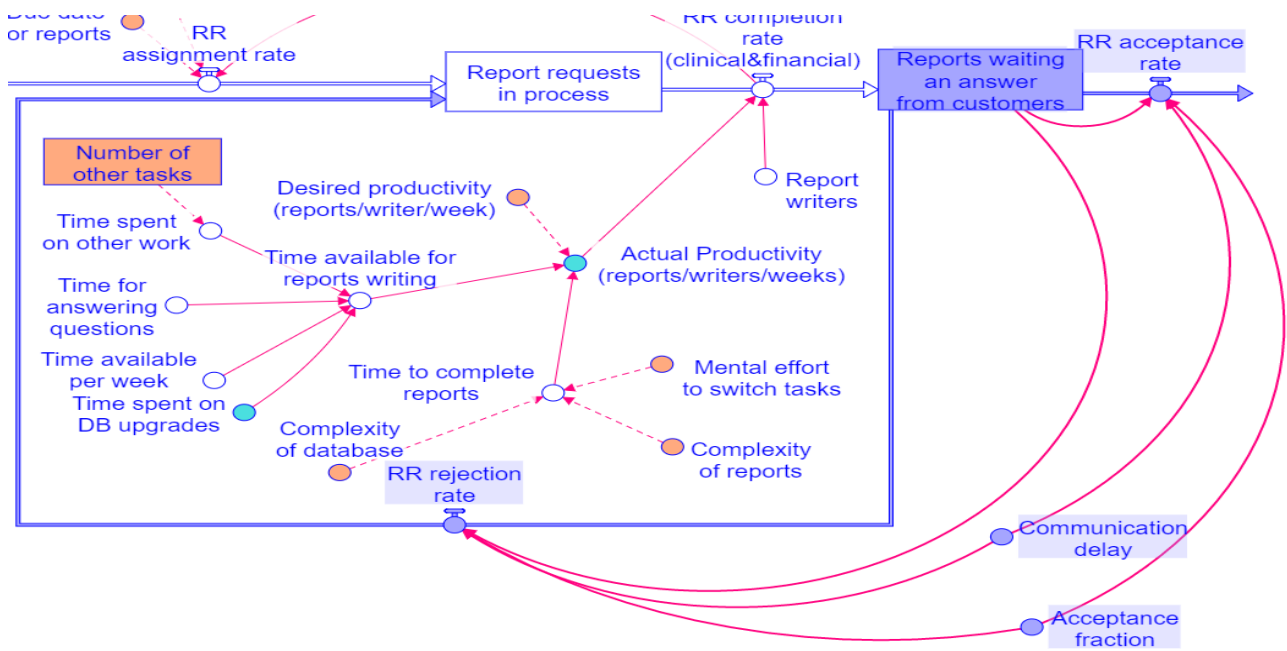 Due date
or reports
RR
assignment rate
RR completion
rate
(clinical&financial)
RR acceptance
rate
Report requests
in process
Reports waiting
an answer
from customers
Number of
other tasks
Desired productivity
(reports/writer/week)
Report
writers
Time spent
on other work
Time available for
reports writing
Actual Productivity
(reports/writers/weeks)
Time for
answering
questions
Time available
per week
Time to complete
reports
Mental effort
to switch tasks
Time spent on
DB upgrades
Complexity
of database
Complexity
of reports
RR rejection
rate
Communication
delay
Acceptance
fraction